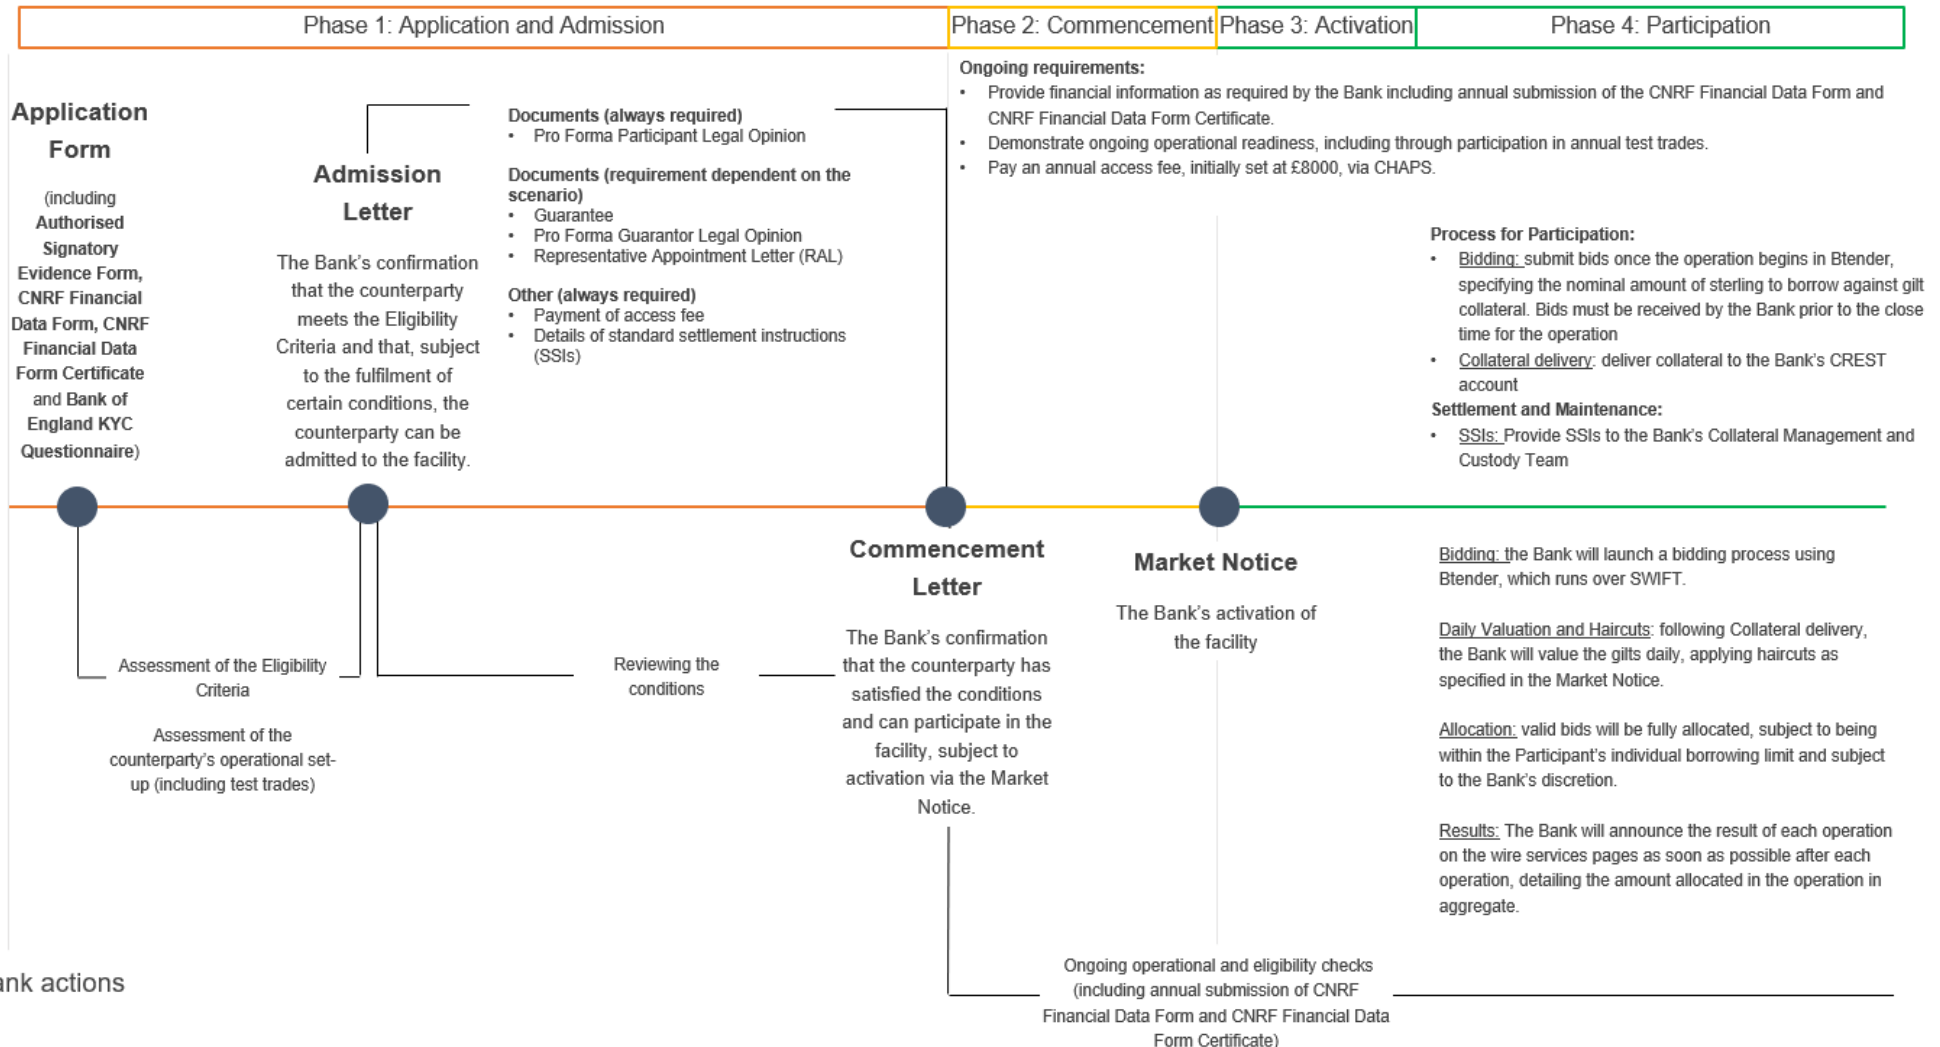 Phase 1: Application and Admission
Phase 2: Commencement
Phase 3: Activation
Phase 4: Participation
Application
Form
(including
Authorised
Signatory
Evidence Form,
CNRF Financial
Data Form, CNRF
Financial Data
Form Certificate
and Bank of
England KYC
Questionnaire)
Admission
Letter
The Bank's confirmation
that the counterparty
meets the Eligibility
Criteria and that, subject
to the fulfilment of
certain conditions, the
counterparty can be
admitted to the facility.
Documents (always required)
• Pro Forma Participant Legal Opinion
Documents (requirement dependent on the
scenario)
• Guarantee
• Pro Forma Guarantor Legal Opinion
• Representative Appointment Letter (RAL)
Other (always required)
• Payment of access fee
• Details of standard settlement instructions
(SSIs)
Ongoing requirements:
• Provide financial information as required by the Bank including annual submission of the CNRF Financial Data Form and
CNRF Financial Data Form Certificate.
• Demonstrate ongoing operational readiness, including through participation in annual test trades.
• Pay an annual access fee, initially set at £8000, via CHAPS.
Process for Participation:
• Bidding: submit bids once the operation begins in Btender,
specifying the nominal amount of sterling to borrow against gilt
collateral. Bids must be received by the Bank prior to the close
time for the operation
• Collateral delivery: deliver collateral to the Bank's CREST
account
Settlement and Maintenance:
• SSIs: Provide SSIs to the Bank's Collateral Management and
Custody Team
Assessment of the Eligibility
Criteria
Assessment of the
counterparty's operational set-
up (including test trades)
Reviewing the
conditions
Commencement
Letter
The Bank's confirmation
that the counterparty has
satisfied the conditions
and can participate in the
facility, subject to
activation via the Market
Notice.
Market Notice
The Bank's activation of
the facility
Bidding: the Bank will launch a bidding process using
Btender, which runs over SWIFT.
Daily Valuation and Haircuts: following Collateral delivery,
the Bank will value the gilts daily, applying haircuts as
specified in the Market Notice.
Allocation: valid bids will be fully allocated, subject to being
within the Participant's individual borrowing limit and subject
to the Bank's discretion.
Results: The Bank will announce the result of each operation
on the wire services pages as soon as possible after each
operation, detailing the amount allocated in the operation in
aggregate.
Ongoing operational and eligibility checks
(including annual submission of CNRF
Financial Data Form and CNRF Financial Data
Form Certificate)
ank actions